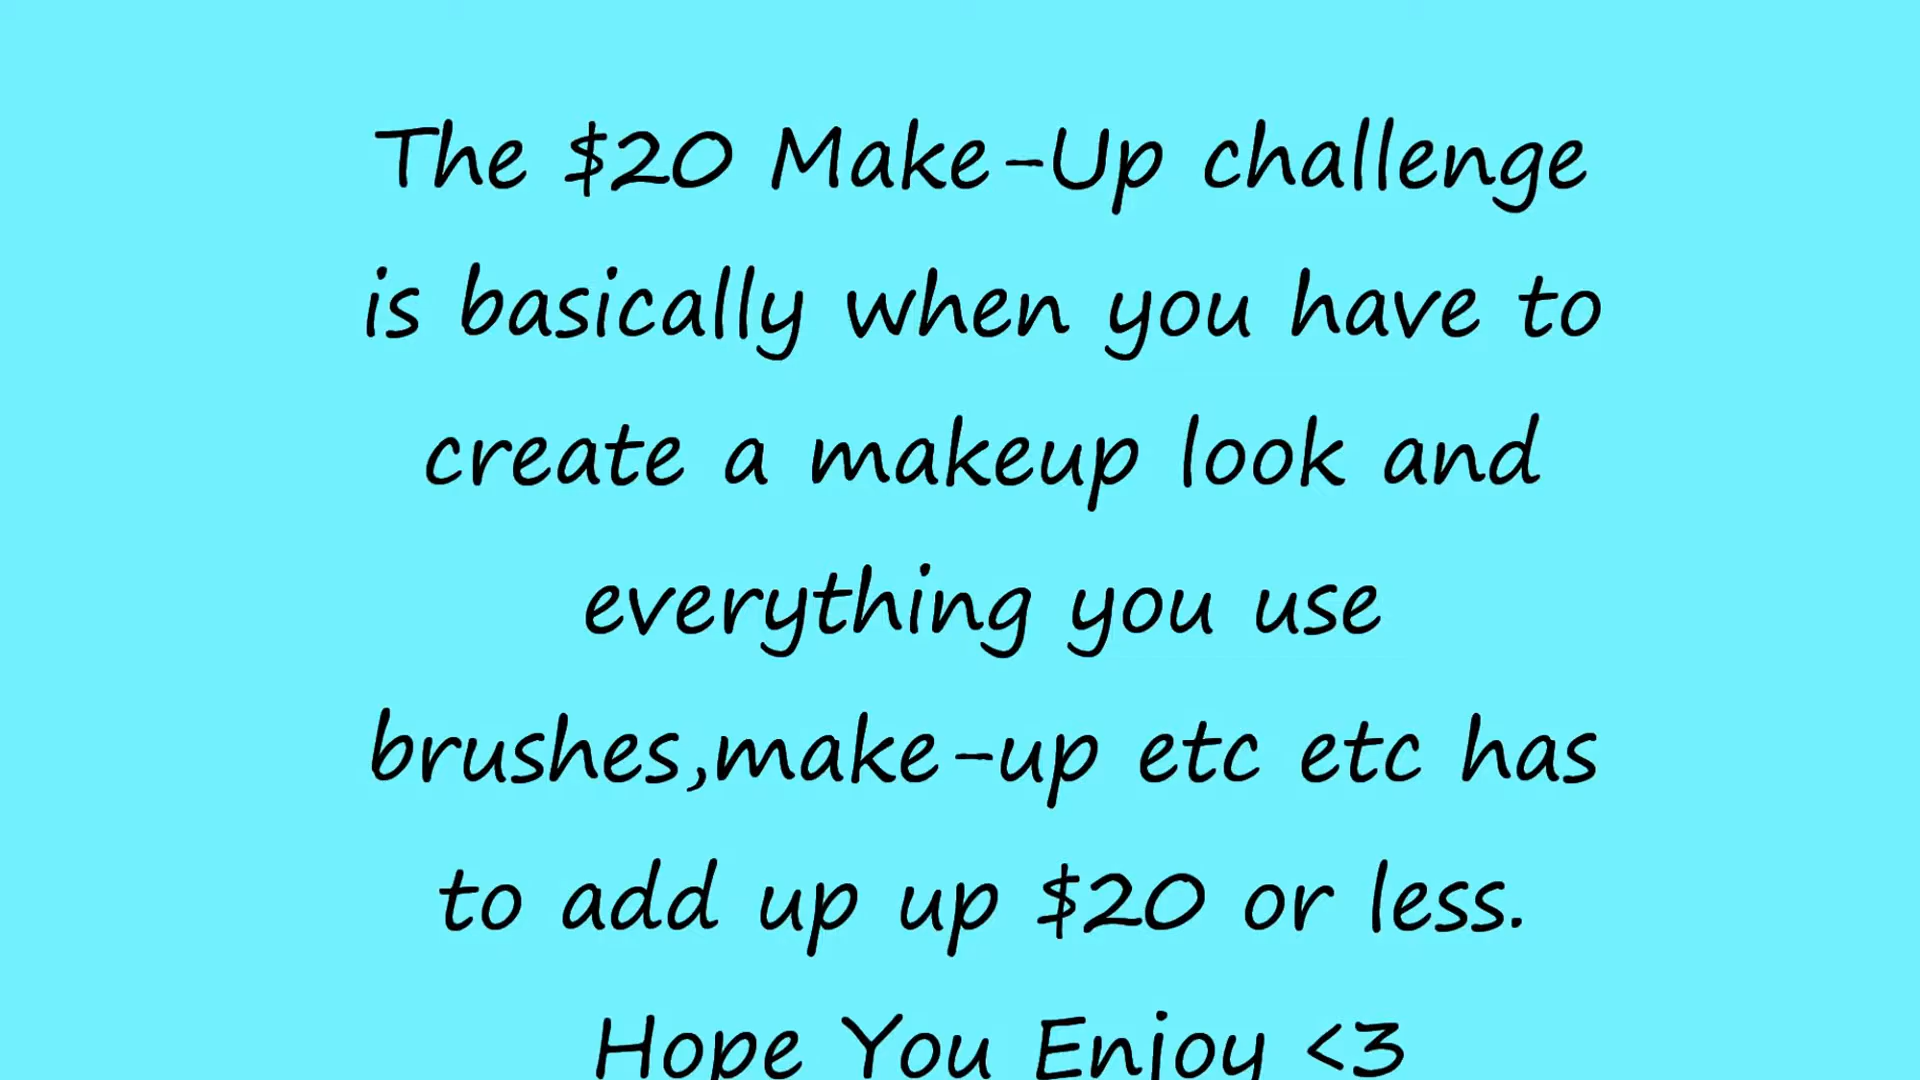 The $20 Make-Up challenge
is basically when you have to
create a makeup look and
everything you use
brushes,make-up etc etc has
to add up up $20 or less.
Hope You Enjoy <3